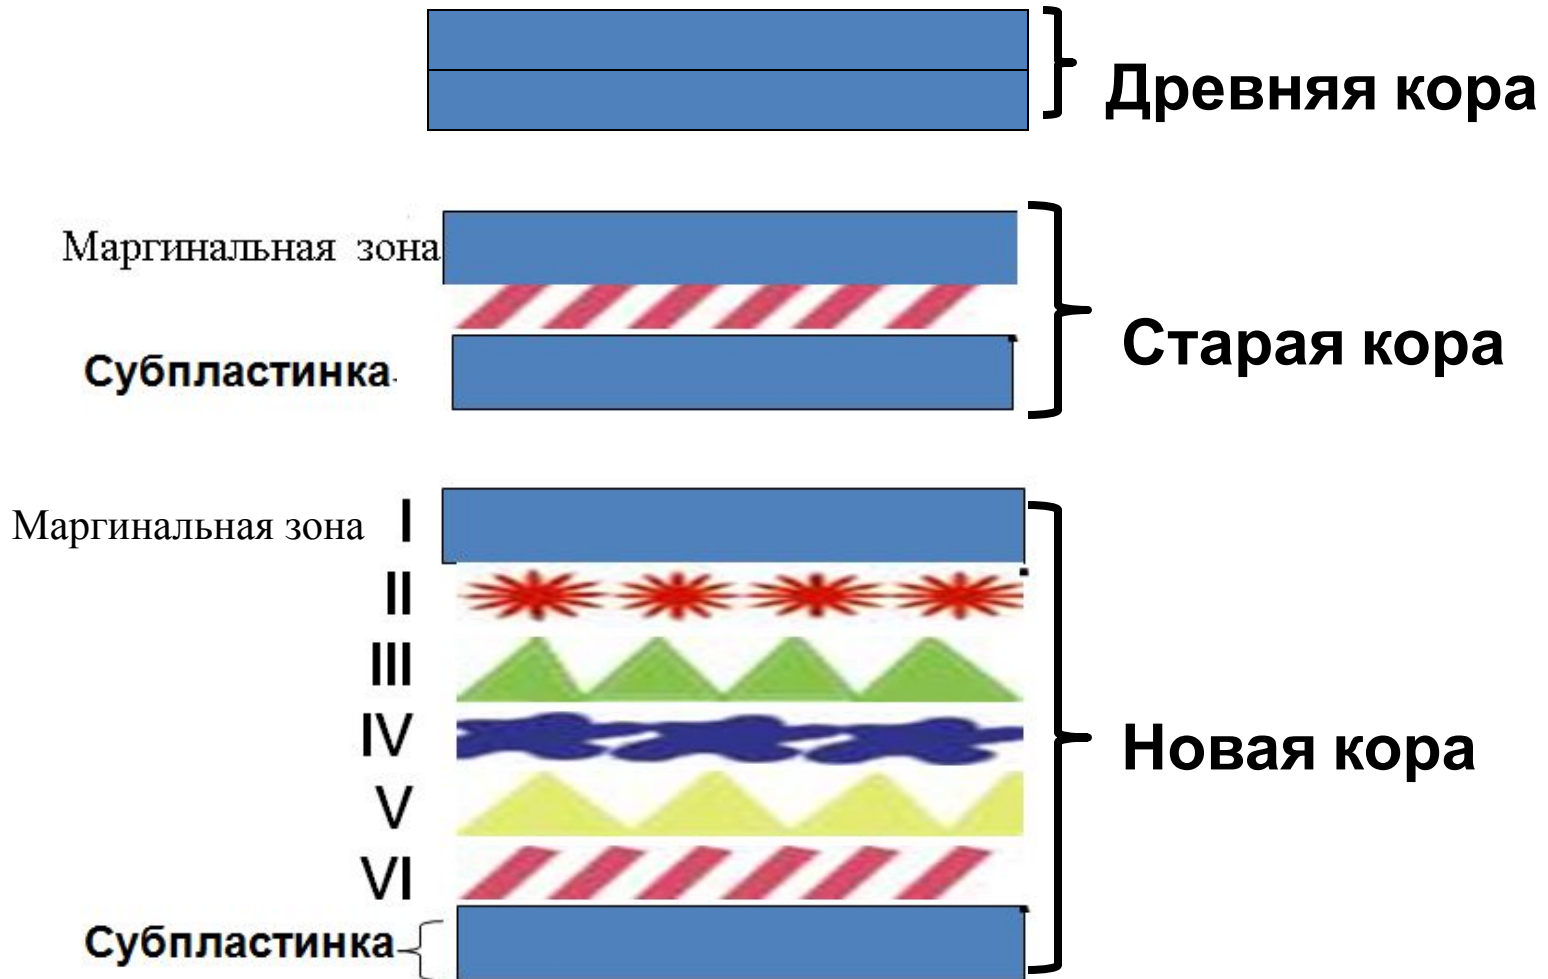 Древняя кора
Маргинальная зона
Старая кора
Субпластинка
Маргинальная зона I
II
III
IV
Новая кора
V
VI
Субпластинка